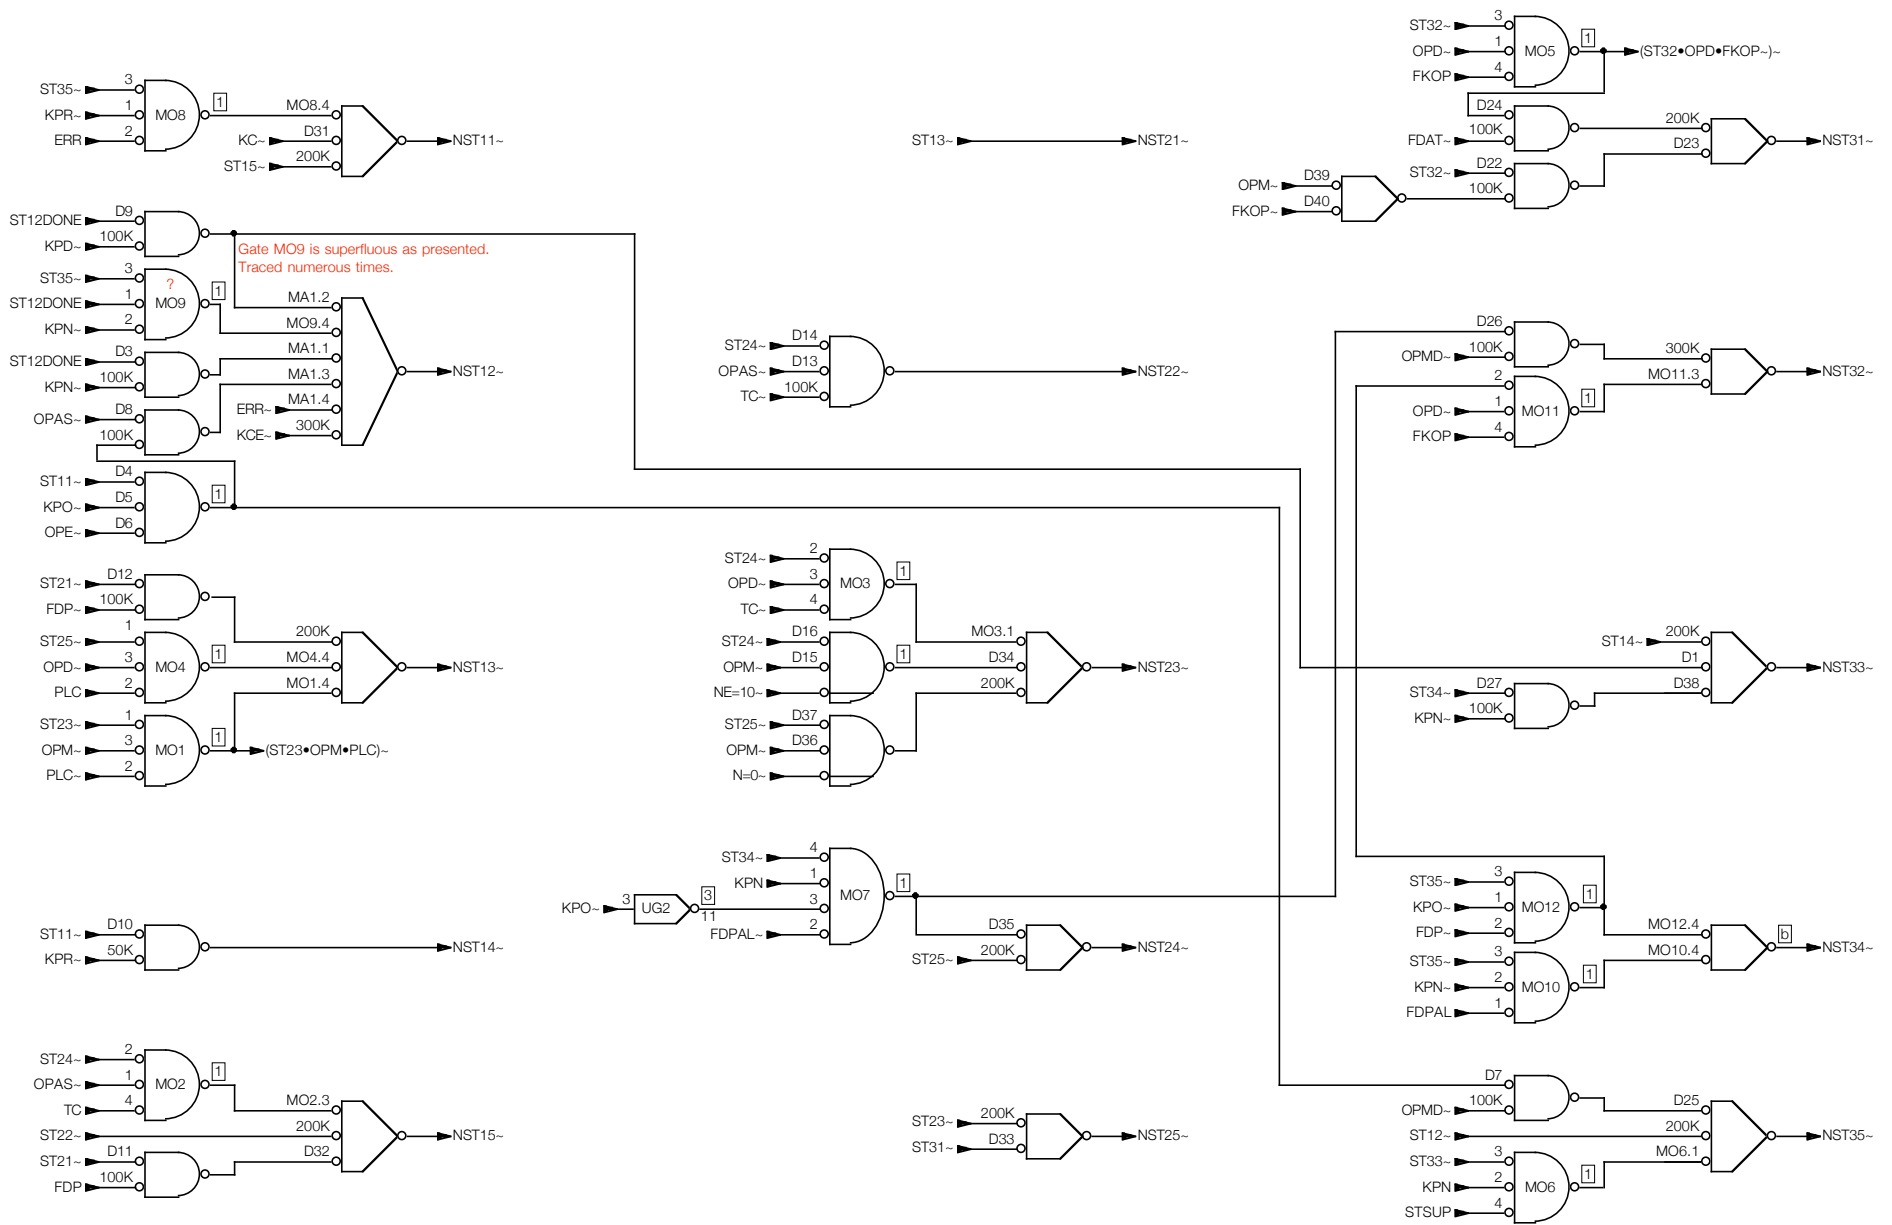 ST35~ 3
KPR~ 1 MO8 1 MO8.4
ERR 2 KC~ D31 NST11~
ST15~ 200K
ST12DONE D9
KPD~ 100K
Gate MO9 is superfluous as presented.
Traced numerous times.
ST35~ 3 ?
ST12DONE 1 MO9 1 MA1.2
KPN~ 2 MO9.4
ST12DONE D3 MA1.1
KPN~ 100K MA1.3 NST12~
OPAS~ D8 ERR~ MA1.4
100K KCE~ 300K
ST11~ D4
KPO~ D5 1
OPE~ D6
ST21~ D12
FDP~ 100K 200K
ST25~ 1
OPD~ 3 MO4 1 MO4.4 NST13~
PLC 2 MO1.4
ST23~ 1
OPM~ 3 MO1 1 (ST23•OPM•PLC)~
PLC~ 2
ST11~ D10
KPR~ 50K NST14~
ST24~ 2
OPAS~ 1 MO2 1 MO2.3
TC 4
ST22~ 200K NST15~
ST21~ D11 D32
FDP 100K
ST13~ NST21~
ST24~ D14
OPAS~ D13 NST22~
TC~ 100K
ST24~ 2
OPD~ 3 MO3 1 MO3.1
TC~ 4
ST24~ D16
OPM~ D15 1 D34 NST23~
NE=10~ 200K
ST25~ D37
OPM~ D36
N=0~
ST34~ 4
KPN 1 MO7 1
KPO~ 3 UG2 3 11 3
FDPAL~ 2 D35
ST25~ 200K NST24~
ST23~ 200K
ST31~ D33 NST25~
ST32~ 3
OPD~ 1 MO5 1 (ST32•OPD•FKOP~)~
FKOP 4
D24
FDAT~ 100K 200K
ST32~ D22 D23 NST31~
OPM~ D39 100K
FKOP~ D40
D26
OPMD~ 100K 300K
2 MO11.3 NST32~
OPD~ 1 MO11 1
FKOP 4
ST14~ 200K
D1 NST33~
ST34~ D27 D38
KPN~ 100K
ST35~ 3
KPO~ 1 MO12 1
FDP~ 2 MO12.4 b
ST35~ 3 MO10.4 NST34~
KPN~ 2 MO10 1
FDPAL 1
D7
OPMD~ 100K D25
ST12~ 200K NST35~
ST33~ 3 MO6.1
KPN 2 MO6 1
STSUP 4